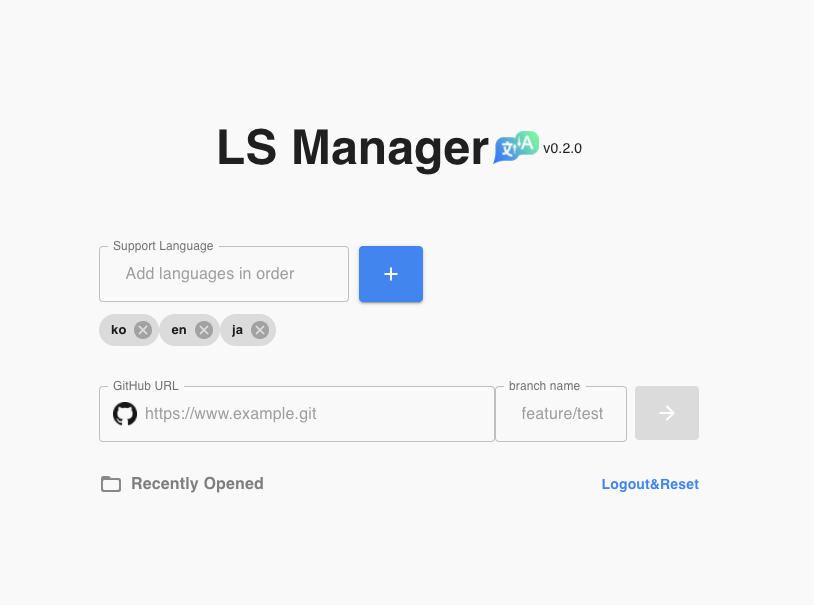 LS Manager 文A v0.2.0
Support Language
Add languages in order
+
ko en ja
GitHub URL
https://www.example.git
branch name
feature/test
Recently Opened
Logout&Reset